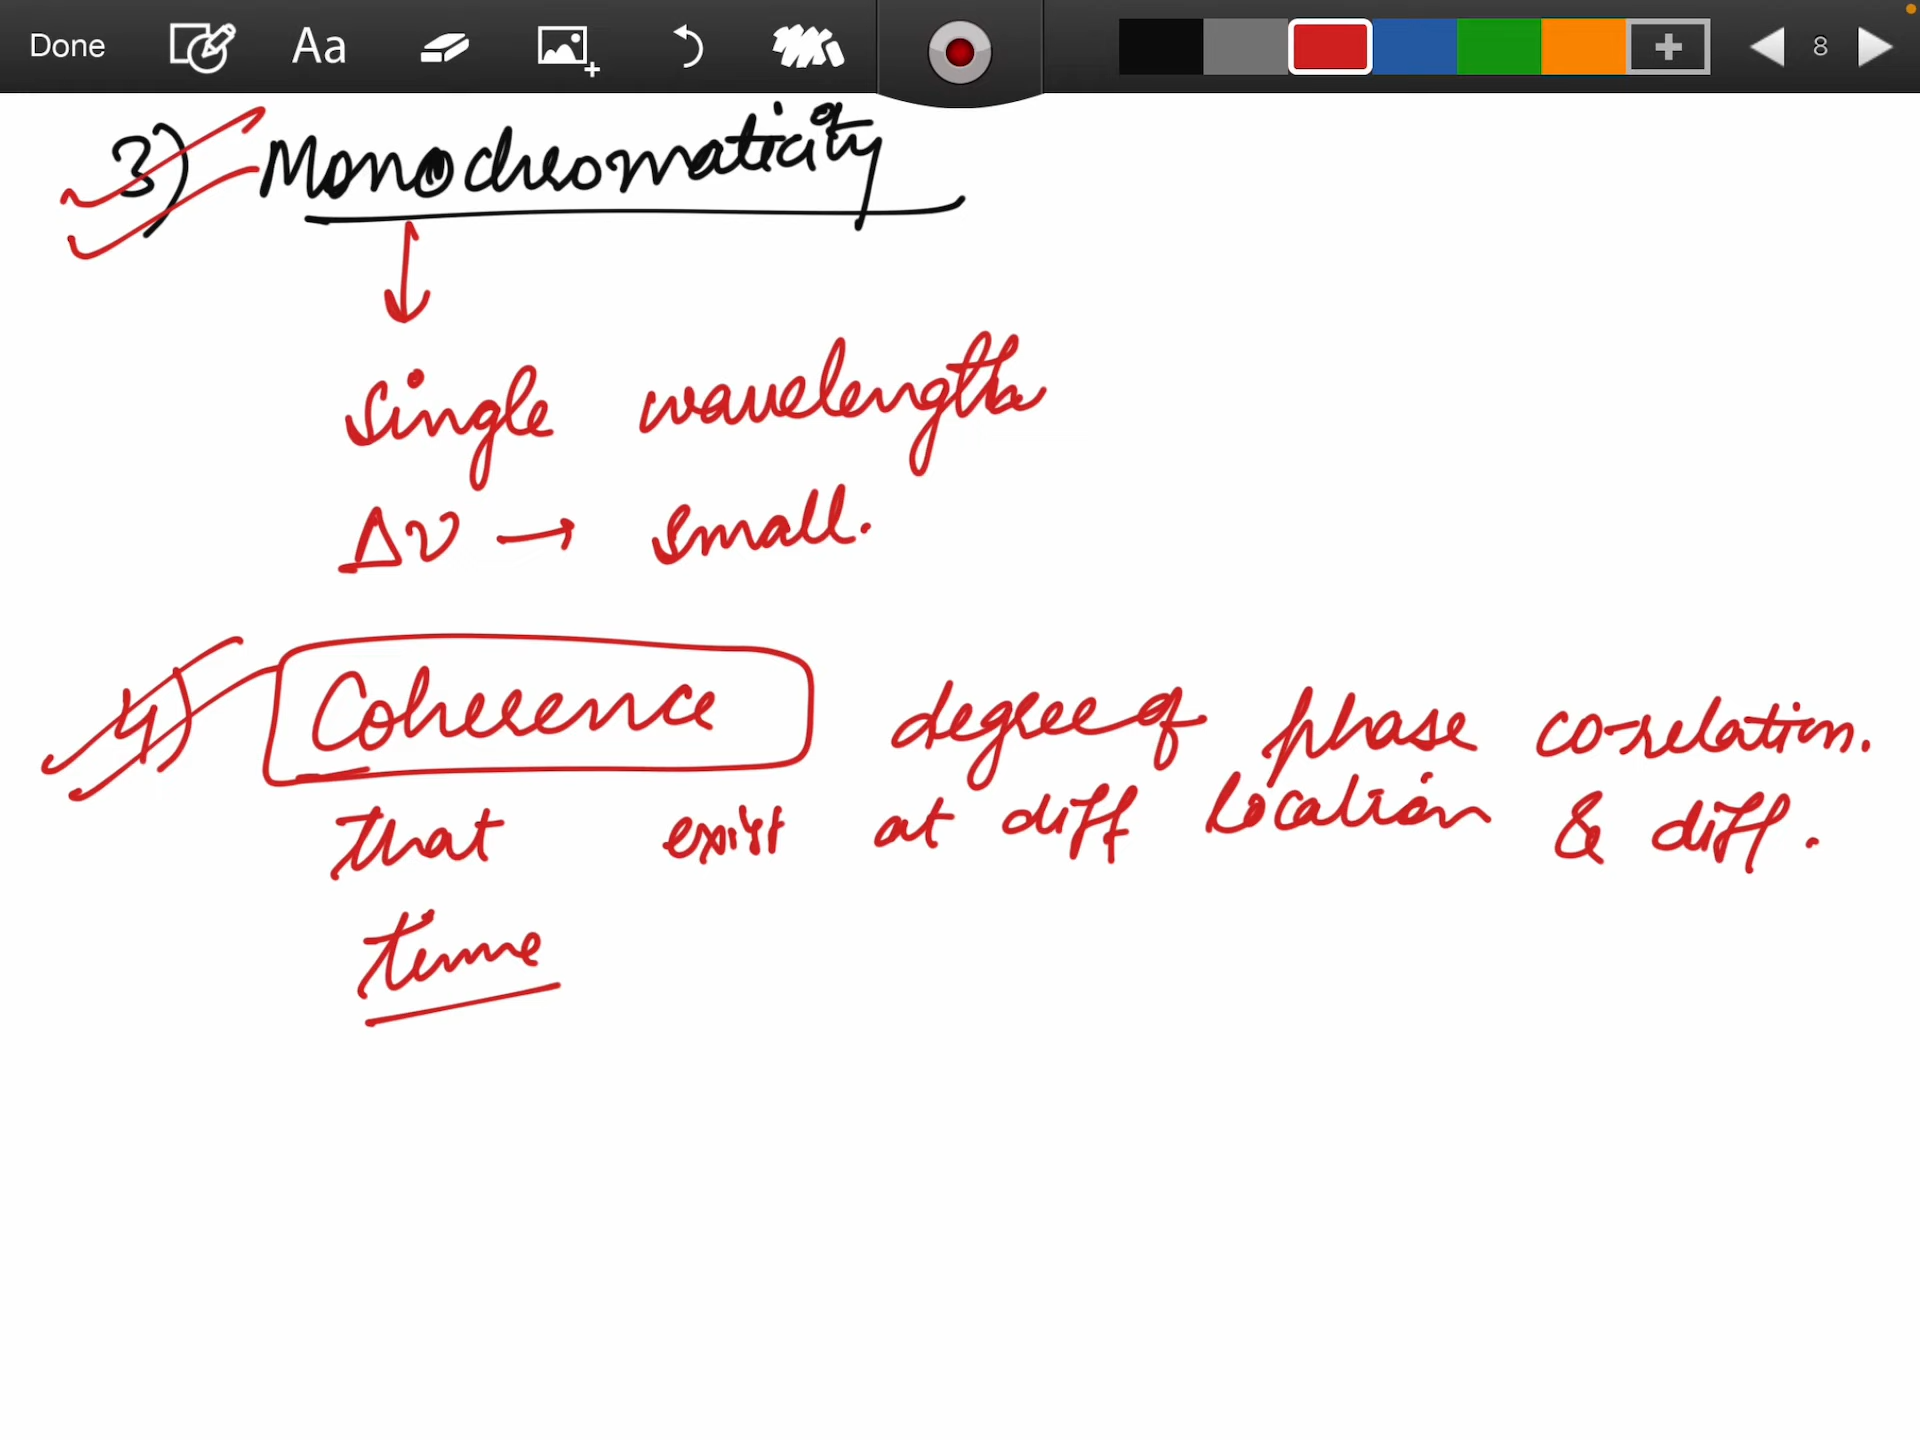 Done Aa 8
3) Monochromaticity
single wavelength
Δν → small.
4) Coherence degree of phase co-relation.
that exist at diff location & diff.
time